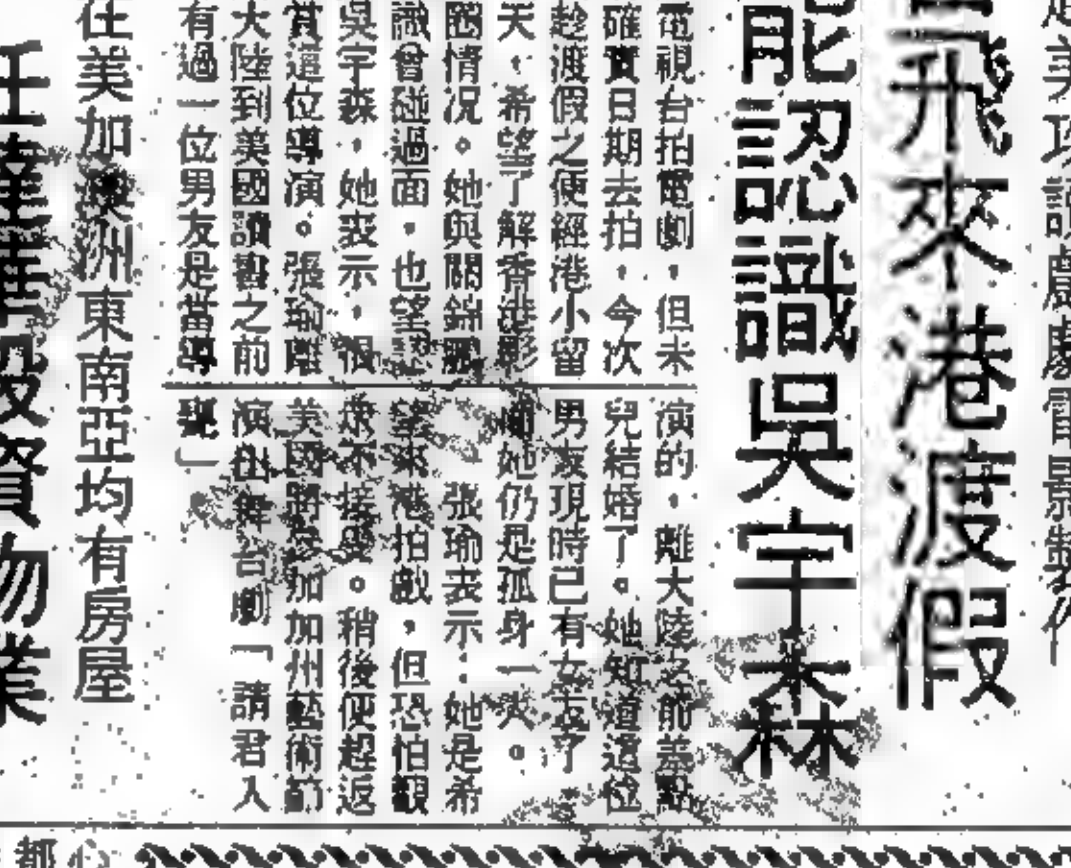 飛來港渡假
能認識吳宇森
電視台拍電劇，但未
確實日期去拍，今次
趁渡假之便經港小留
天，希望了解香港影
圈情況。她與關錦鵬
識曾碰過面，也望
吳宇森，她表示，很
賞這位導演。張瑜離
大陸到美國讀書之前
有過一位男友是當導
演的，離大陸之前差點
兒結婚了。她知道這位
男友現時已有女友了
她仍是孤身一人。
張瑜表示：她是希
望來港拍戲，但恐怕觀
眾不接受。稍後便趕返
美國將參加加州藝術節
演出舞台劇「請君入
甕」
在美加澳洲東南亞均有房屋
任達華投資物業
都心